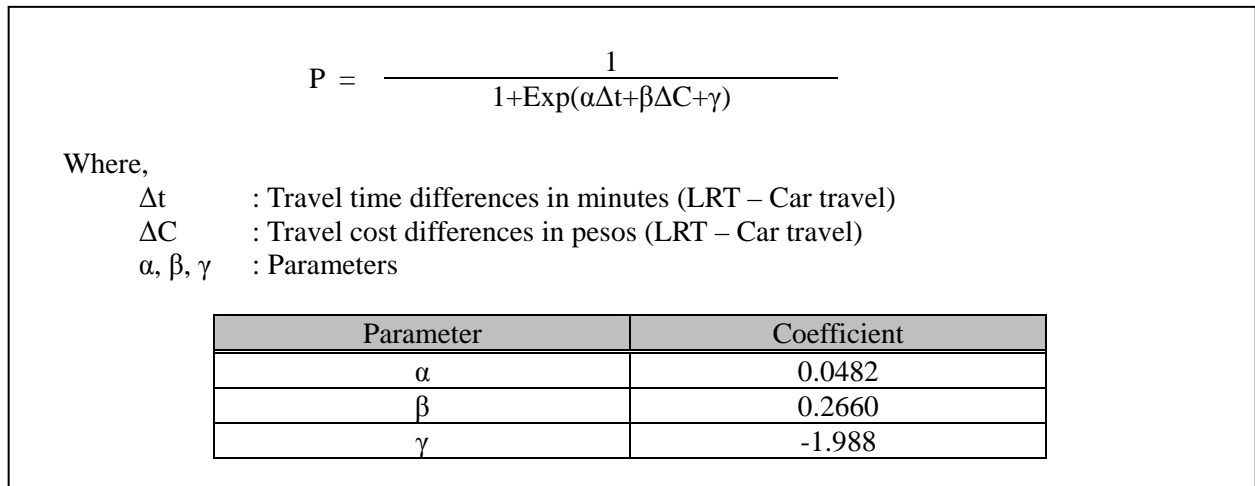 P = 1
1+Exp(αΔt+βΔC+γ)
Where,
Δt : Travel time differences in minutes (LRT – Car travel)
ΔC : Travel cost differences in pesos (LRT – Car travel)
α, β, γ : Parameters
Parameter Coefficient
α 0.0482
β 0.2660
γ -1.988